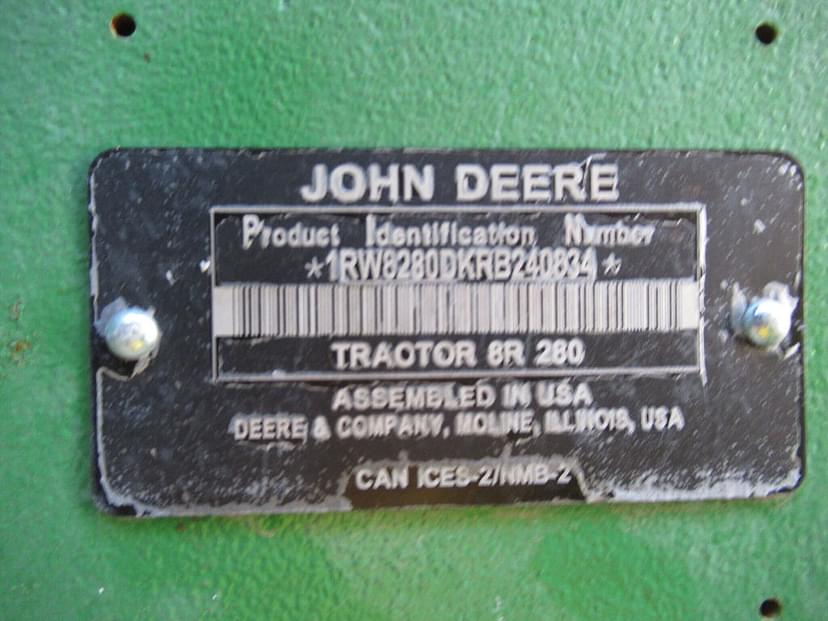 JOHN DEERE
Product Identification Number
*1RW8280DKRB240834*
TRACTOR 8R 280
ASSEMBLED IN USA
DEERE & COMPANY, MOLINE, ILLINOIS, USA
CAN ICES-2/NMB-2